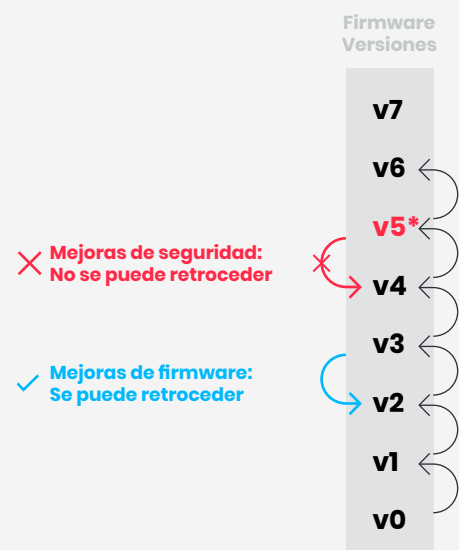 Firmware
Versiones
v7
v6
v5*
Mejoras de seguridad:
No se puede retroceder
v4
v3
Mejoras de firmware:
Se puede retroceder
v2
v1
v0